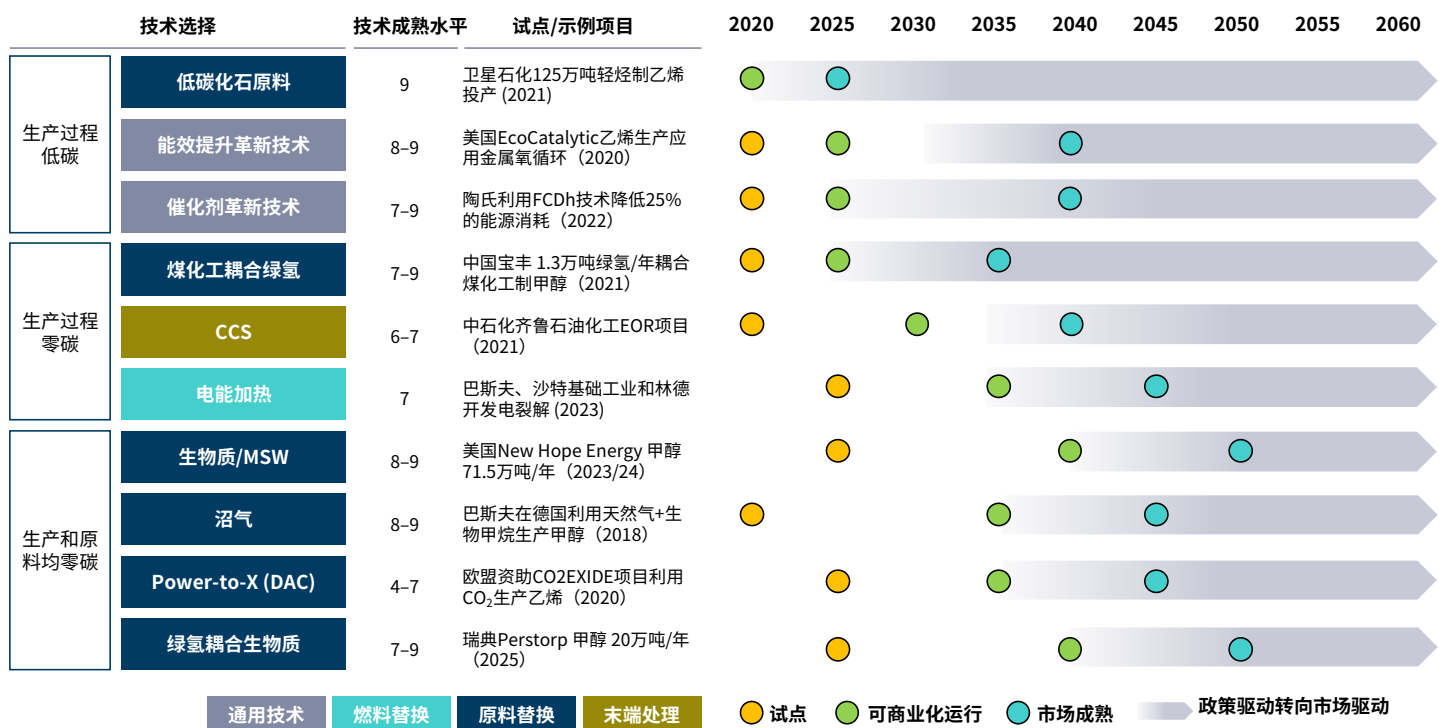 技术选择 技术成熟水平 试点/示例项目 2020 2025 2030 2035 2040 2045 2050 2055 2060
生产过程
低碳
低碳化石原料 9 卫星石化125万吨轻烃制乙烯
投产 (2021)
能效提升革新技术 8–9 美国EcoCatalytic乙烯生产应
用金属氧循环（2020）
催化剂革新技术 7–9 陶氏利用FCDh技术降低25%
的能源消耗（2022）
生产过程
零碳
煤化工耦合绿氢 7–9 中国宝丰 1.3万吨绿氢/年耦合
煤化工制甲醇（2021）
CCS 6–7 中石化齐鲁石油化工EOR项目
（2021）
电能加热 7 巴斯夫、沙特基础工业和林德
开发电裂解 (2023)
生产和原
料均零碳
生物质/MSW 8–9 美国New Hope Energy 甲醇
71.5万吨/年（2023/24）
沼气 8–9 巴斯夫在德国利用天然气+生
物甲烷生产甲醇（2018）
Power-to-X (DAC) 4–7 欧盟资助CO2EXIDE项目利用
CO₂生产乙烯（2020）
绿氢耦合生物质 7–9 瑞典Perstorp 甲醇 20万吨/年
（2025）
通用技术 燃料替换 原料替换 末端处理 试点 可商业化运行 市场成熟 政策驱动转向市场驱动